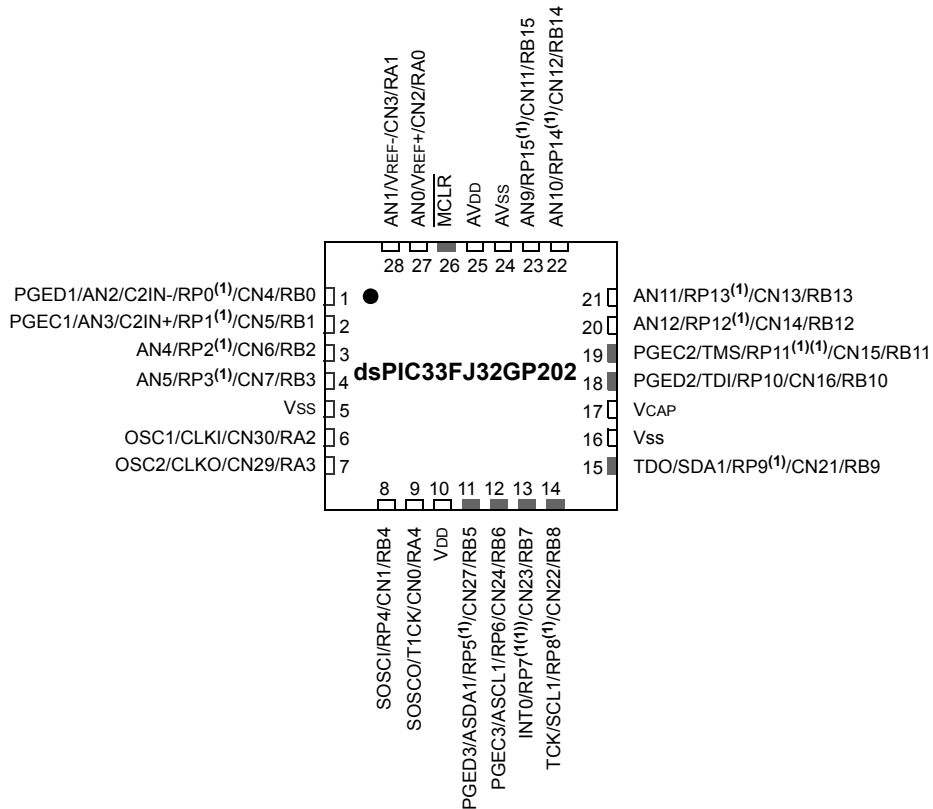 AN1/VREF-/CN3/RA1
AN0/VREF+/CN2/RA0
MCLR
AVDD
AVSS
AN9/RP15(1)/CN11/RB15
AN10/RP14(1)/CN12/RB14
28 27 26 25 24 23 22
PGED1/AN2/C2IN-/RP0(1)/CN4/RB0 1
PGEC1/AN3/C2IN+/RP1(1)/CN5/RB1 2
AN4/RP2(1)/CN6/RB2 3
AN5/RP3(1)/CN7/RB3 4
VSS 5
OSC1/CLKI/CN30/RA2 6
OSC2/CLKO/CN29/RA3 7
dsPIC33FJ32GP202
21 AN11/RP13(1)/CN13/RB13
20 AN12/RP12(1)/CN14/RB12
19 PGEC2/TMS/RP11(1)(1)/CN15/RB11
18 PGED2/TDI/RP10/CN16/RB10
17 VCAP
16 Vss
15 TDO/SDA1/RP9(1)/CN21/RB9
8 9 10 11 12 13 14
SOSCI/RP4/CN1/RB4
SOSCO/T1CK/CN0/RA4
VDD
PGED3/ASDA1/RP5(1)/CN27/RB5
PGEC3/ASCL1/RP6/CN24/RB6
INT0/RP7(1(1))/CN23/RB7
TCK/SCL1/RP8(1)/CN22/RB8